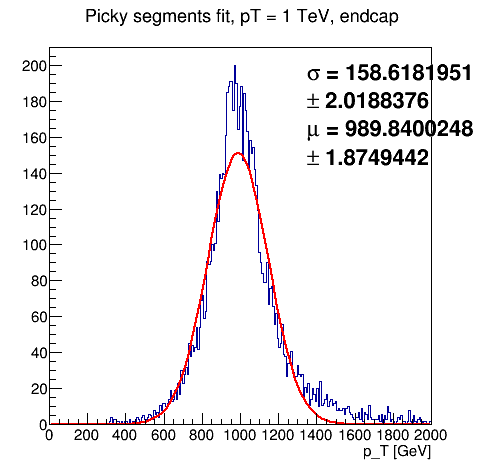 Picky segments fit, pT = 1 TeV, endcap
σ = 158.6181951
± 2.0188376
μ = 989.8400248
± 1.8749442
200
180
160
140
120
100
80
60
40
20
0
0 200 400 600 800 1000 1200 1400 1600 1800 2000
p_T [GeV]